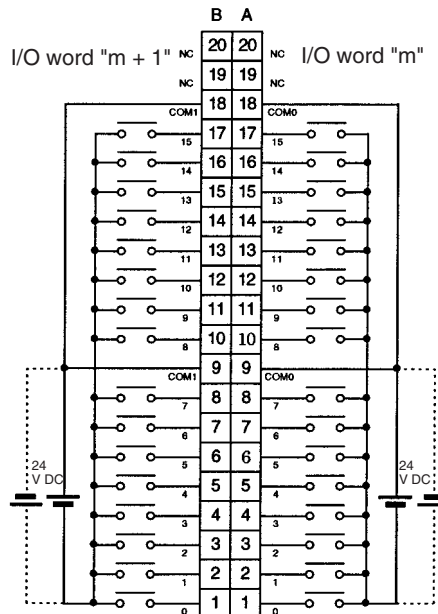 B A
I/O word "m + 1" NC 20 20 NC I/O word "m"
NC 19 19 NC
COM1 18 18 COM0
15 17 17 15
14 16 16 14
13 15 15 13
12 14 14 12
11 13 13 11
10 12 12 10
9 11 11 9
8 10 10 8
COM1 9 9 COM0
7 8 8 7
6 7 7 6
5 6 6 5
24 V DC 4 5 5 4 24 V DC
3 4 4 3
2 3 3 2
1 2 2 1
0 1 1 0